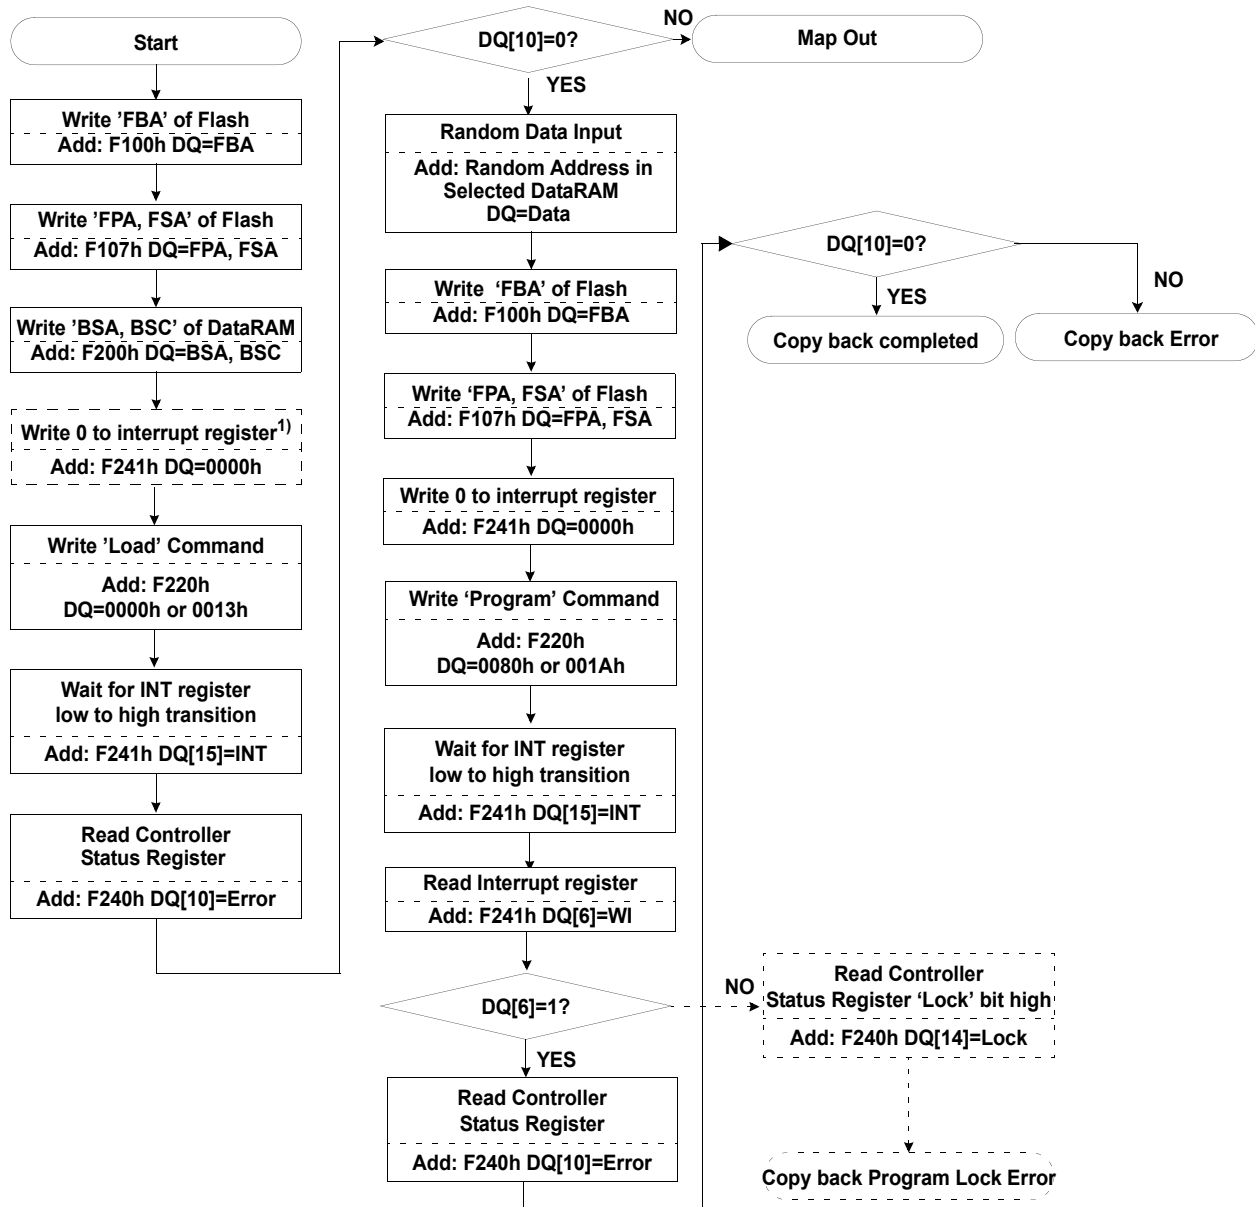 Start
Write 'FBA' of Flash
Add: F100h DQ=FBA
Write 'FPA, FSA' of Flash
Add: F107h DQ=FPA, FSA
Write 'BSA, BSC' of DataRAM
Add: F200h DQ=BSA, BSC
Write 0 to interrupt register1)
Add: F241h DQ=0000h
Write 'Load' Command
Add: F220h
DQ=0000h or 0013h
Wait for INT register
low to high transition
Add: F241h DQ[15]=INT
Read Controller
Status Register
Add: F240h DQ[10]=Error
DQ[10]=0?
NO
Map Out
YES
Random Data Input
Add: Random Address in
Selected DataRAM
DQ=Data
Write ‘FBA’ of Flash
Add: F100h DQ=FBA
Write ‘FPA, FSA’ of Flash
Add: F107h DQ=FPA, FSA
Write 0 to interrupt register
Add: F241h DQ=0000h
Write ‘Program’ Command
Add: F220h
DQ=0080h or 001Ah
Wait for INT register
low to high transition
Add: F241h DQ[15]=INT
Read Interrupt register
Add: F241h DQ[6]=WI
DQ[6]=1?
NO
Read Controller
Status Register ‘Lock’ bit high
Add: F240h DQ[14]=Lock
Copy back Program Lock Error
YES
Read Controller
Status Register
Add: F240h DQ[10]=Error
DQ[10]=0?
YES
NO
Copy back completed
Copy back Error